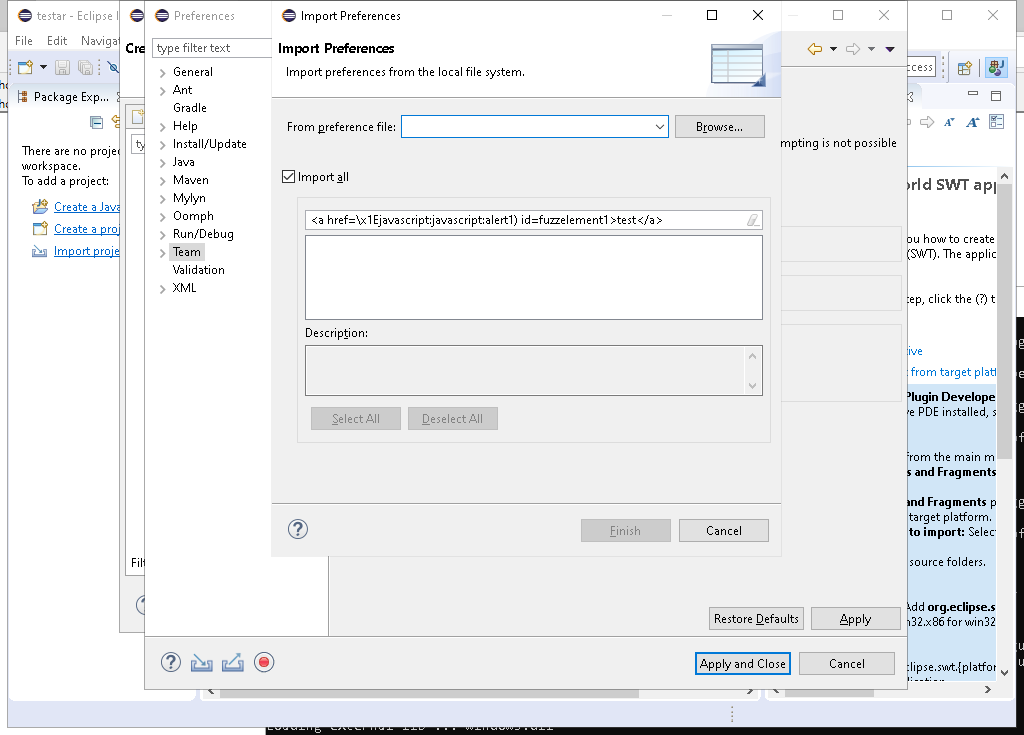 testar - Eclipse I
File Edit Navigat
Package Exp...
There are no projec
workspace.
To add a project:
Create a Java
Create a proj
Import proje
Cre
Filt
Preferences
type filter text
General
Ant
Gradle
Help
Install/Update
Java
Maven
Mylyn
Oomph
Run/Debug
Team
Validation
XML
Import Preferences
Import Preferences
Import preferences from the local file system.
From preference file:
Browse...
Import all
<a href=\x1Ejavascript:javascript:alert1) id=fuzzelement1>test</a>
Description:
Select All Deselect All
Finish Cancel
mpting is not possible
Restore Defaults Apply
Apply and Close Cancel
cess
orld SWT app
ou how to create
(SWT). The applic
tep, click the (?) t
ive
from target platf
Plugin Develope
ve PDE installed, s
from the main m
s and Fragments
and Fragments p
target platform.
to import: Selec
source folders.
Add org.eclipse.s
n32.x86 for win32
clipse.swt.{platfor
Loading external lib ... windows.dll